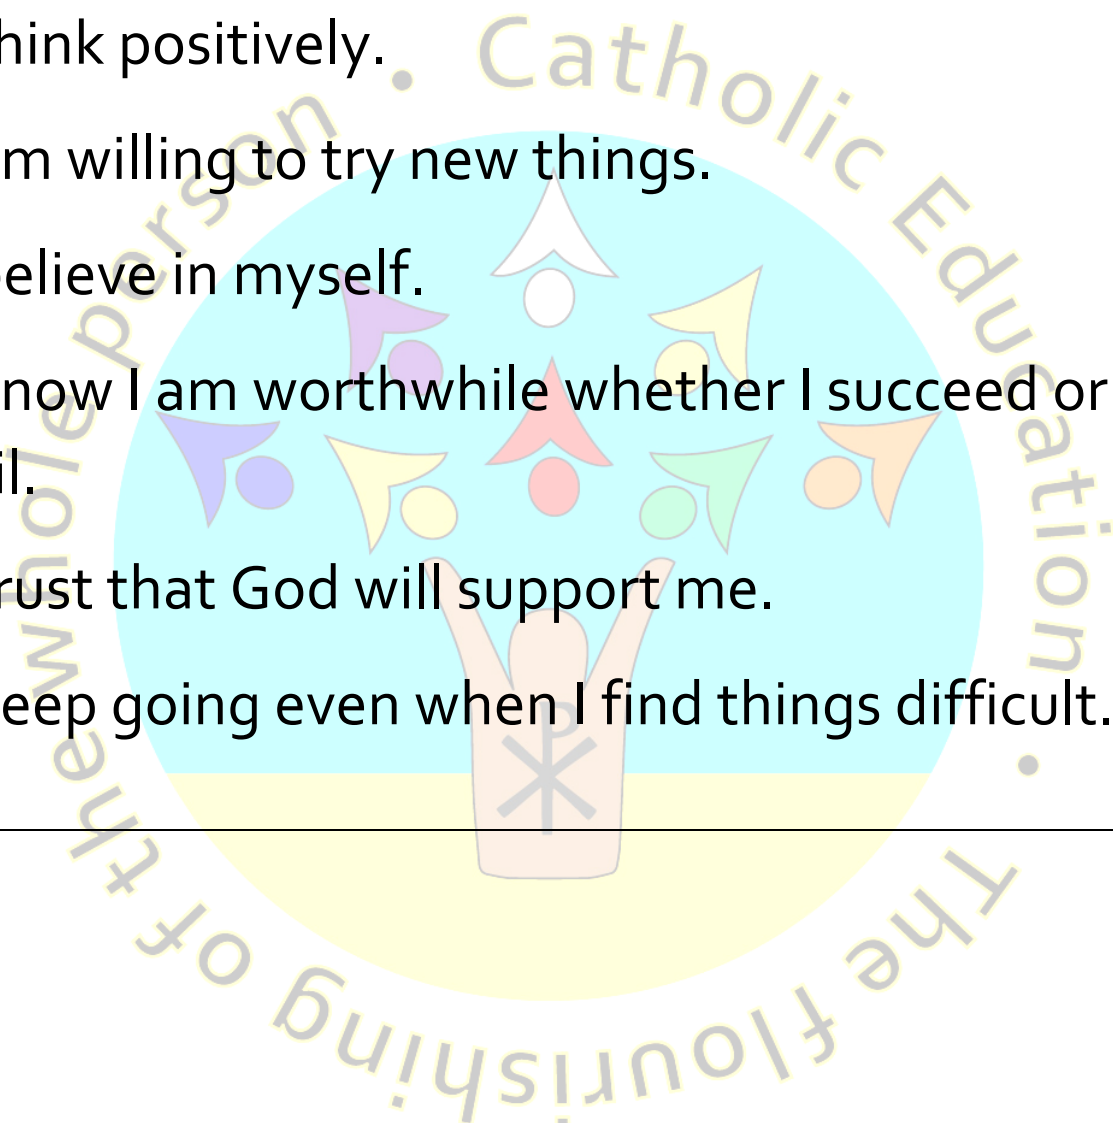 hink positively.
m willing to try new things.
elieve in myself.
now I am worthwhile whether I succeed or
il.
rust that God will support me.
eep going even when I find things difficult.
Catholic Education • The flourishing of the whole person •